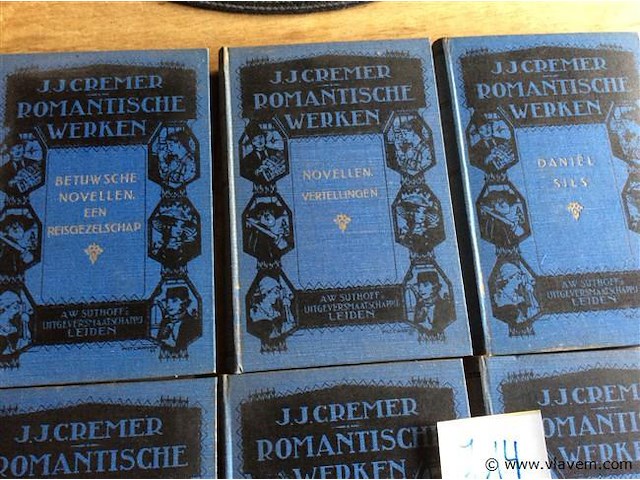 J.J. CREMER
ROMANTISCHE
WERKEN
BETUWSCHE
NOVELLEN.
EEN
REISGEZELSCHAP
A.W. SIJTHOFF'S
UITGEVERSMAATSCHAPPIJ
LEIDEN
J.J. CREMER
ROMANTISCHE
WERKEN
NOVELLEN.
VERTELLINGEN
A.W. SIJTHOFF'S
UITGEVERSMAATSCHAPPIJ
LEIDEN
J.J. CREMER
ROMANTISCHE
WERKEN
DANIËL
SILS
A.W. SIJTHOFF'S
UITGEVERSMAATSCHAPPIJ
LEIDEN
J.J. CREMER
ROMANTISCHE
J.J. CREMER
ROMANTISCHE
WERKEN
J.J. CREMER
© www.vlavem.com